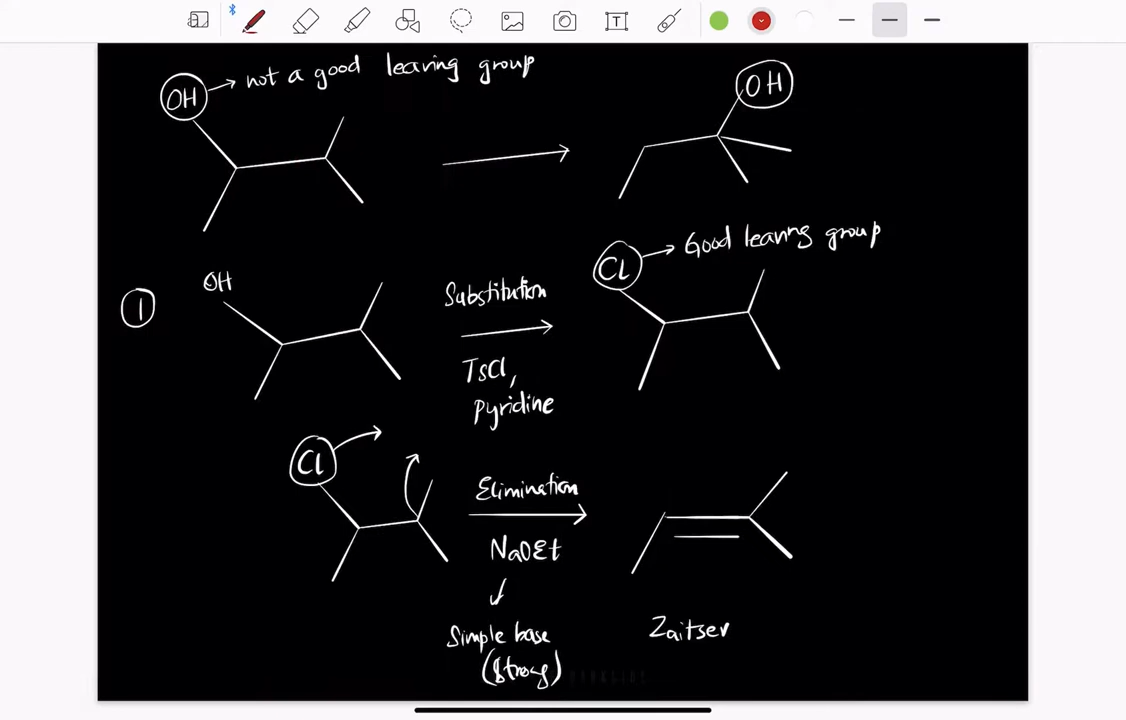 OH → not a good leaving group
OH
Cl → Good leaving group
1
OH
Substitution
TsCl,
pyridine
Cl
Elimination
NaOEt
Simple base
(Strong)
Zaitsev